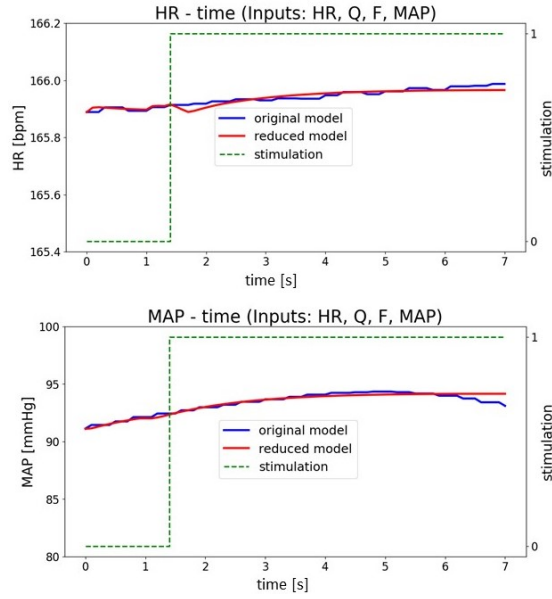 HR - time (Inputs: HR, Q, F, MAP)
166.2
166.0
165.8
165.6
165.4
HR [bpm]
original model
reduced model
stimulation
1
0
stimulation
0 1 2 3 4 5 6 7
time [s]
MAP - time (Inputs: HR, Q, F, MAP)
100
95
90
85
80
MAP [mmHg]
original model
reduced model
stimulation
1
0
stimulation
0 1 2 3 4 5 6 7
time [s]